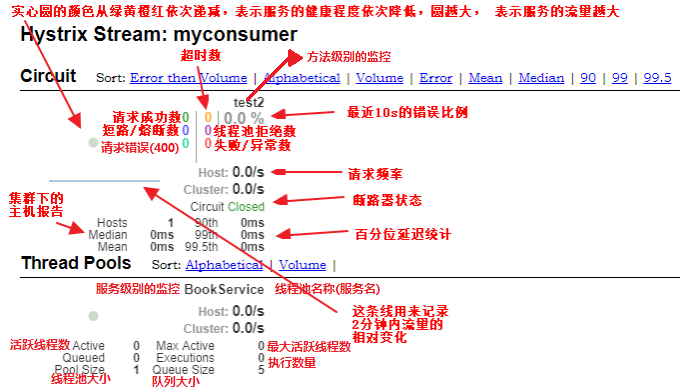 实心圆的颜色从绿黄橙红依次递减，表示服务的健康程度依次降低，圆越大， 表示服务的流量越大
Hystrix Stream: myconsumer
超时数
方法级别的监控
Circuit Sort: Error then Volume | Alphabetical | Volume | Error | Mean | Median | 90 | 99 | 99.5
test2
请求成功数 0 0 0.0 % 最近10s的错误比例
短路/熔断数 0 0 线程池拒绝数
请求错误(400) 0 0 失败/异常数
Host: 0.0/s 请求频率
Cluster: 0.0/s
集群下的
主机报告
Circuit Closed 断路器状态
Hosts 1 90th 0ms
Median 0ms 99th 0ms 百分位延迟统计
Mean 0ms 99.5th 0ms
Thread Pools Sort: Alphabetical | Volume |
服务级别的监控 BookService 线程池名称(服务名)
Host: 0.0/s
Cluster: 0.0/s
这条线用来记录
2分钟内流量的
相对变化
活跃线程数 Active 0 Max Active 0 最大活跃线程数
Queued 0 Executions 0 执行数量
Pool Size 1 Queue Size 5
线程池大小 队列大小